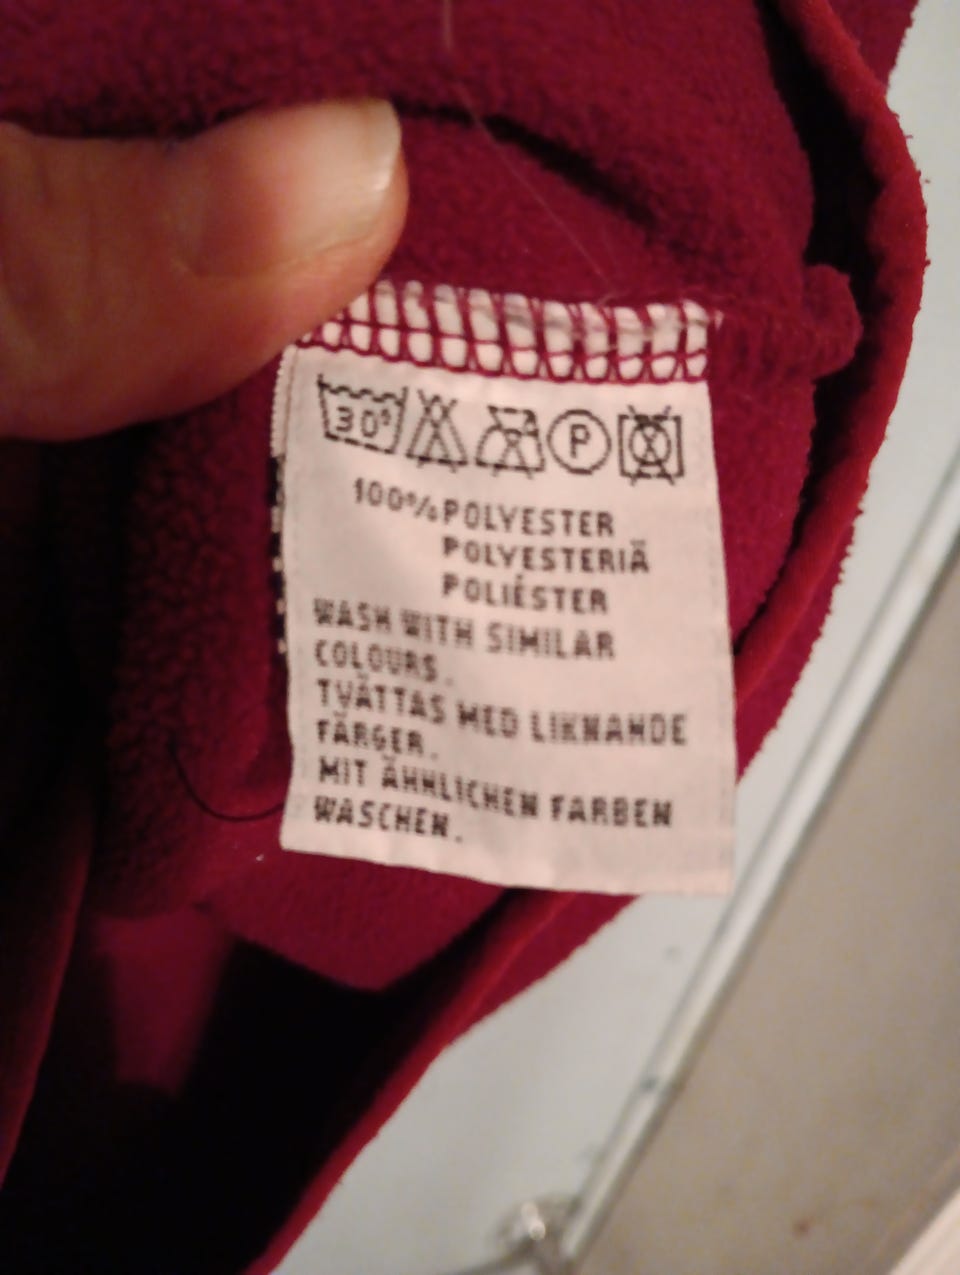 30° P
100% POLYESTER
POLYESTERIÄ
POLIÉSTER
WASH WITH SIMILAR
COLOURS.
TVÄTTAS MED LIKNANDE
FÄRGER.
MIT ÄHNLICHEN FARBEN
WASCHEN.